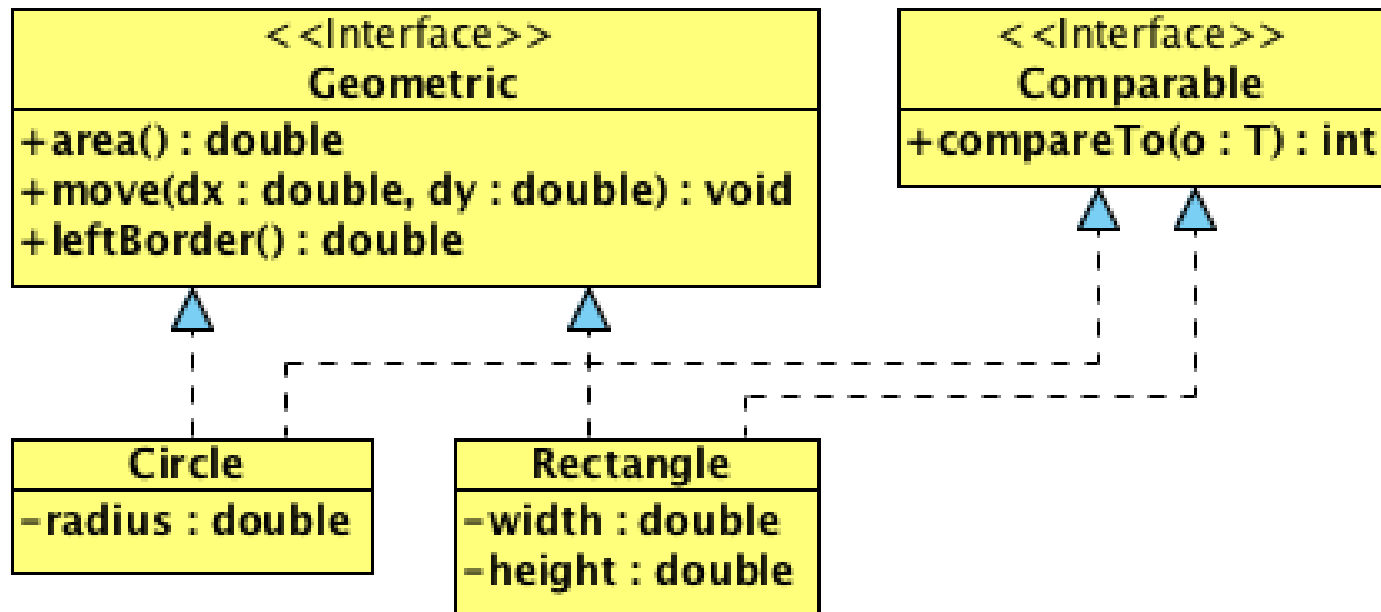 <<Interface>>
Geometric
+area() : double
+move(dx : double, dy : double) : void
+leftBorder() : double
<<Interface>>
Comparable
+compareTo(o : T) : int
Circle
-radius : double
Rectangle
-width : double
-height : double